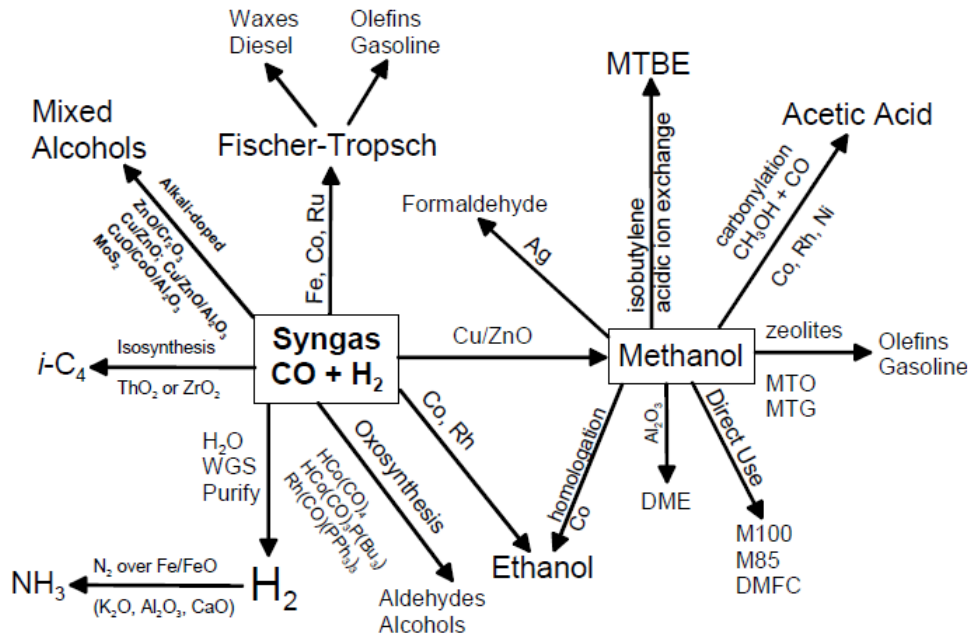 Waxes
Diesel
Olefins
Gasoline
MTBE
Mixed
Alcohols
Fischer-Tropsch
Acetic Acid
Alkali-doped
ZnO/Cr₂O₃
Cu/ZnO; Cu/ZnO/Al₂O₃
CuO/CoO/Al₂O₃
MoS₂
Fe, Co, Ru
Formaldehyde
Ag
isobutylene
acidic ion exchange
carbonylation
CH₃OH + CO
Co, Rh, Ni
Syngas
CO + H₂
Cu/ZnO
Methanol
zeolites
MTO
MTG
Olefins
Gasoline
i-C₄
Isosynthesis
ThO₂ or ZrO₂
H₂O
WGS
Purify
Oxosynthesis
HCo(CO)₄
HCo(CO)₃P(Bu₃)
Rh(CO)(PPh₃)₃
Co, Rh
homologation
Co
Al₂O₃
Direct Use
DME
M100
M85
DMFC
Ethanol
Aldehydes
Alcohols
NH₃
N₂ over Fe/FeO
(K₂O, Al₂O₃, CaO)
H₂